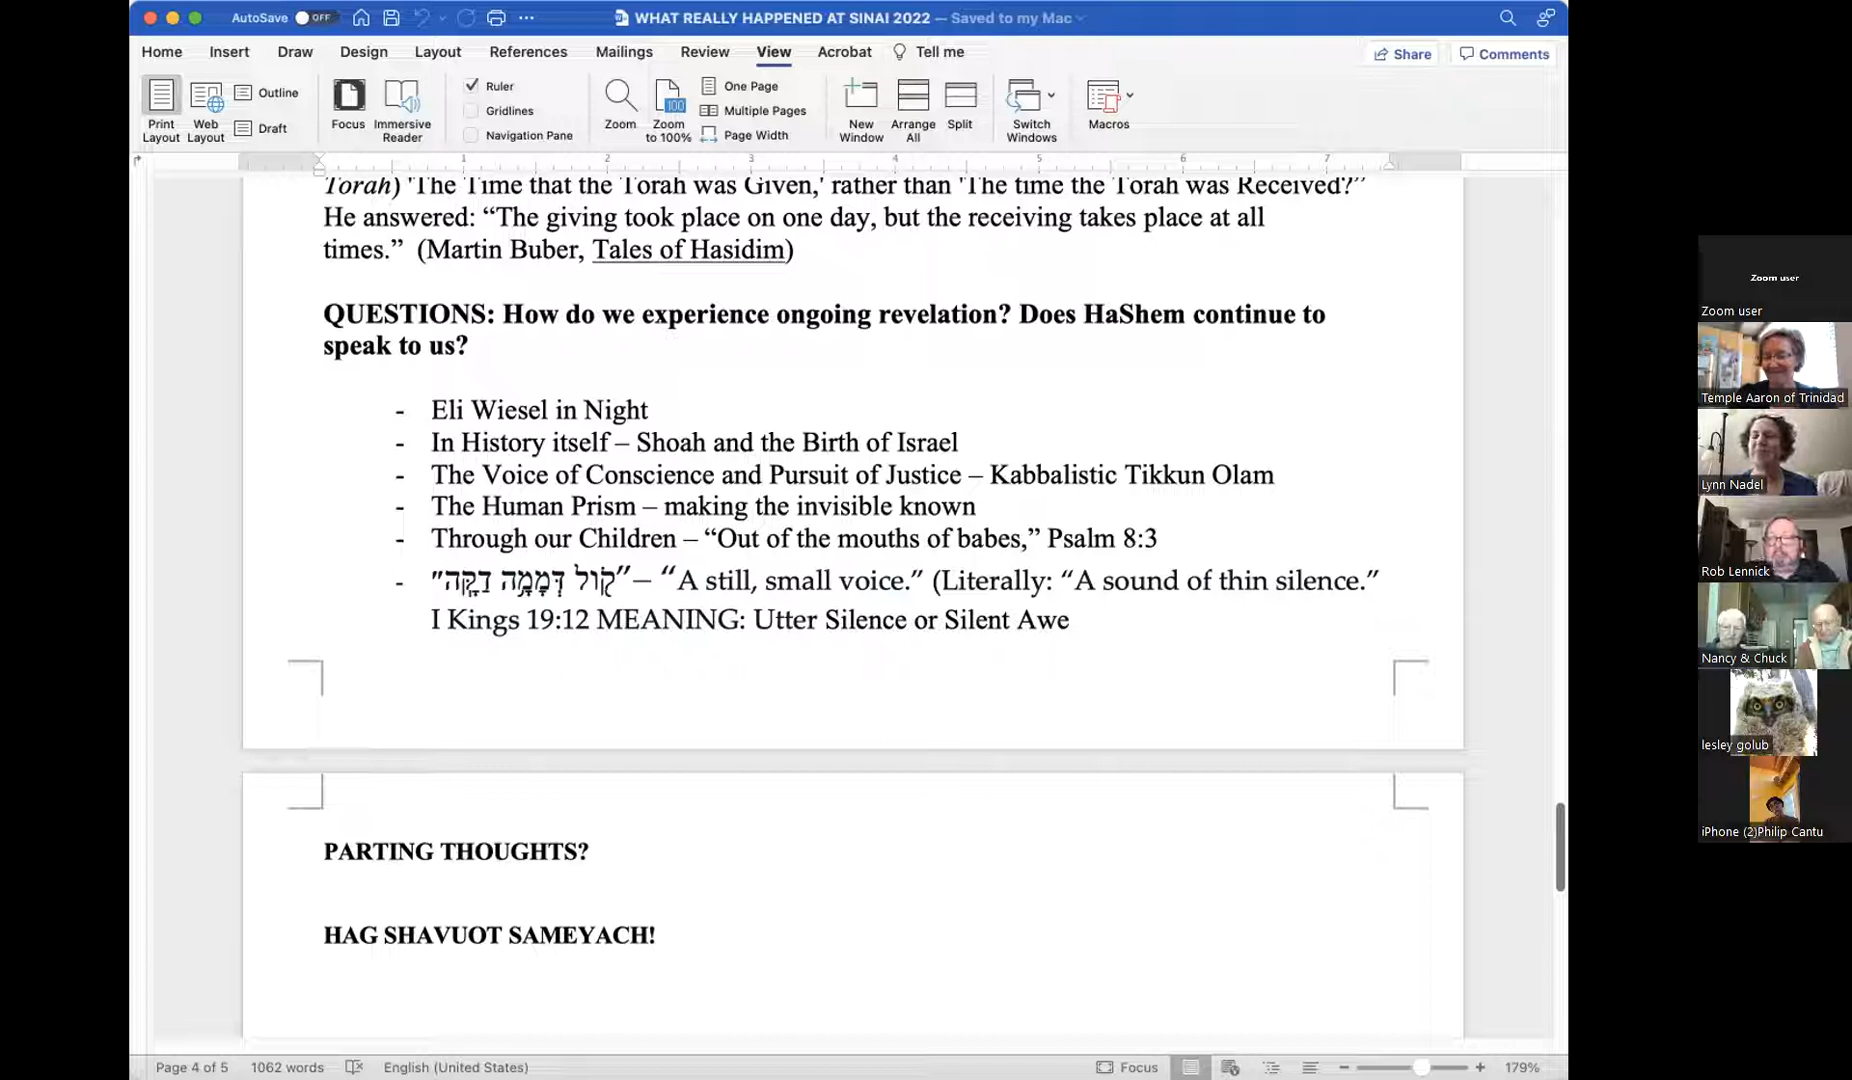 AutoSave OFF
WHAT REALLY HAPPENED AT SINAI 2022 — Saved to my Mac
Home Insert Draw Design Layout References Mailings Review View Acrobat Tell me
Share Comments
Print Layout
Web Layout
Outline
Draft
Focus
Immersive Reader
Ruler
Gridlines
Navigation Pane
Zoom
Zoom to 100%
100
One Page
Multiple Pages
Page Width
New Window
Arrange All
Split
Switch Windows
Macros
1 2 3 4 5 6 7
Torah) 'The Time that the Torah was Given,' rather than 'The time the Torah was Received?”
He answered: “The giving took place on one day, but the receiving takes place at all
times.” (Martin Buber, Tales of Hasidim)
QUESTIONS: How do we experience ongoing revelation? Does HaShem continue to
speak to us?
- Eli Wiesel in Night
- In History itself – Shoah and the Birth of Israel
- The Voice of Conscience and Pursuit of Justice – Kabbalistic Tikkun Olam
- The Human Prism – making the invisible known
- Through our Children – “Out of the mouths of babes,” Psalm 8:3
- ”ק֖וֹל דְּמָמָ֥ה דַקָּֽה" – “A still, small voice.” (Literally: “A sound of thin silence.”
I Kings 19:12 MEANING: Utter Silence or Silent Awe
PARTING THOUGHTS?
HAG SHAVUOT SAMEYACH!
Page 4 of 5 1062 words English (United States) Focus 179%
Zoom user
Zoom user
Temple Aaron of Trinidad
Lynn Nadel
Rob Lennick
Nancy & Chuck
lesley golub
iPhone (2)Philip Cantu